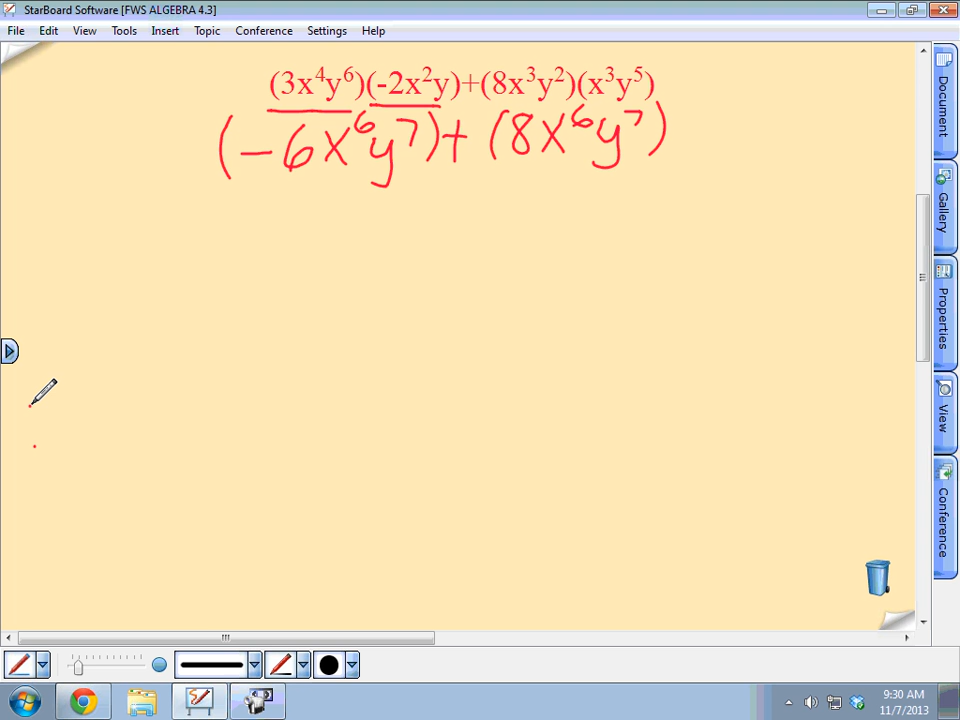 StarBoard Software [FWS ALGEBRA 4.3]
File Edit View Tools Insert Topic Conference Settings Help
(3x⁴y⁶)(-2x²y)+(8x³y²)(x³y⁵)
(-6x⁶y⁷)+(8x⁶y⁷)
Document
Gallery
Properties
View
Conference
9:30 AM
11/7/2013